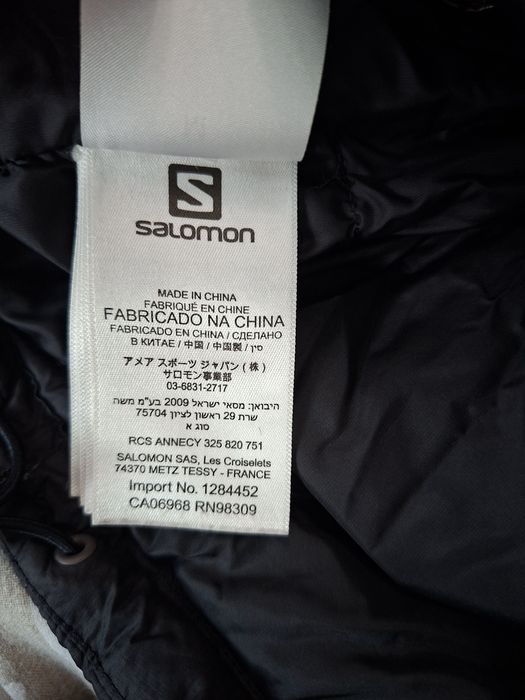 S
salomon
MADE IN CHINA
FABRIQUÉ EN CHINE
FABRICADO NA CHINA
FABRICADO EN CHINA / СДЕЛАНО
В КИТАЕ / 中国 / 中国製 / סין
アメア スポーツ ジャパン ( 株 )
サロモン事業部
03-6831-2717
היבואן: מסאי ישראל 2009 בע"מ משה
שרת 29 ראשון לציון 75704
סוג א
RCS ANNECY 325 820 751
SALOMON SAS, Les Croiselets
74370 METZ TESSY - FRANCE
Import No. 1284452
CA06968 RN98309